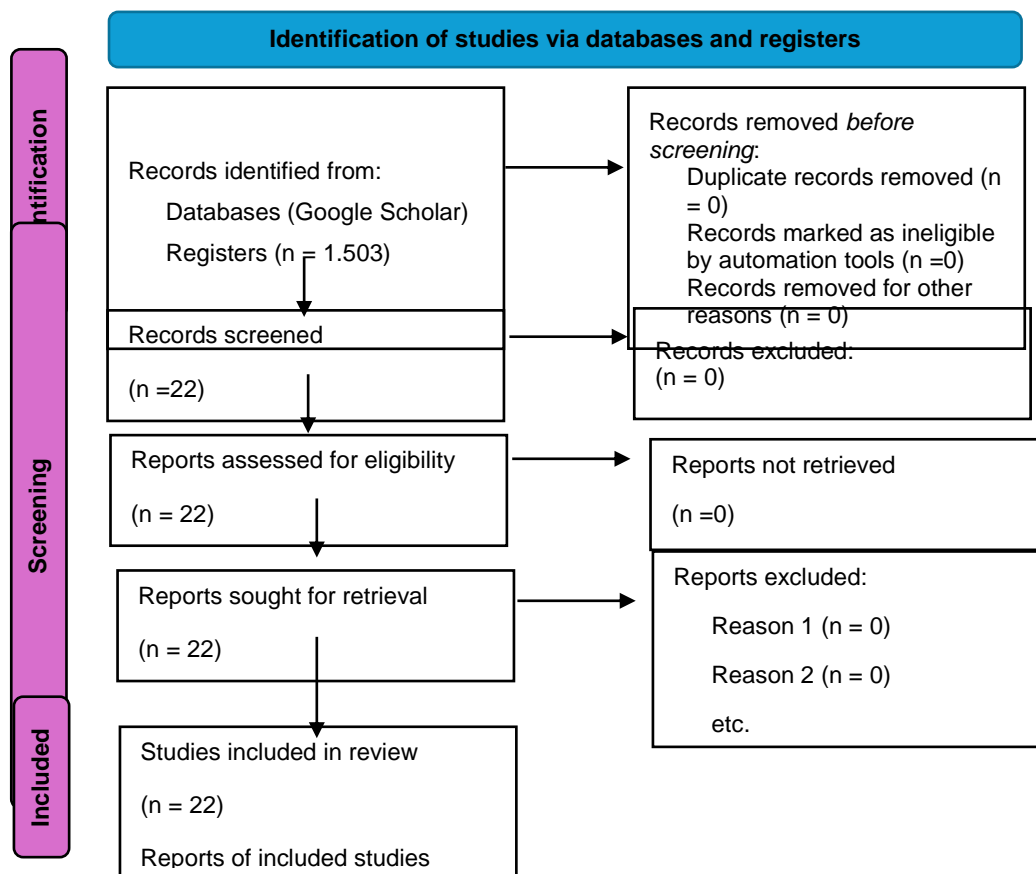 Identification of studies via databases and registers
ntification
Screening
Included
Records identified from:
Databases (Google Scholar)
Registers (n = 1.503)
Records removed before
screening:
Duplicate records removed (n
= 0)
Records marked as ineligible
by automation tools (n =0)
Records removed for other
reasons (n = 0)
Records screened
(n =22)
Records excluded:
(n = 0)
Reports assessed for eligibility
(n = 22)
Reports not retrieved
(n =0)
Reports sought for retrieval
(n = 22)
Reports excluded:
Reason 1 (n = 0)
Reason 2 (n = 0)
etc.
Studies included in review
(n = 22)
Reports of included studies